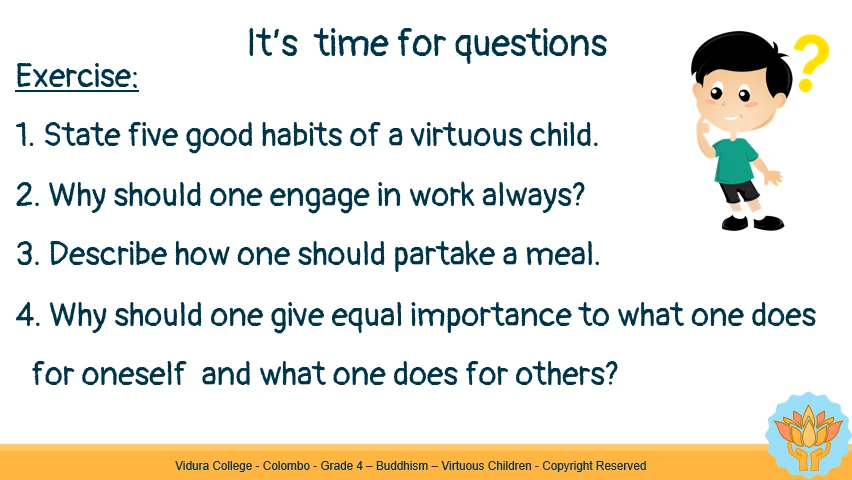 It's time for questions
Exercise:
1. State five good habits of a virtuous child.
2. Why should one engage in work always?
3. Describe how one should partake a meal.
4. Why should one give equal importance to what one does
for oneself and what one does for others?
Vidura College - Colombo - Grade 4 – Buddhism – Virtuous Children - Copyright Reserved